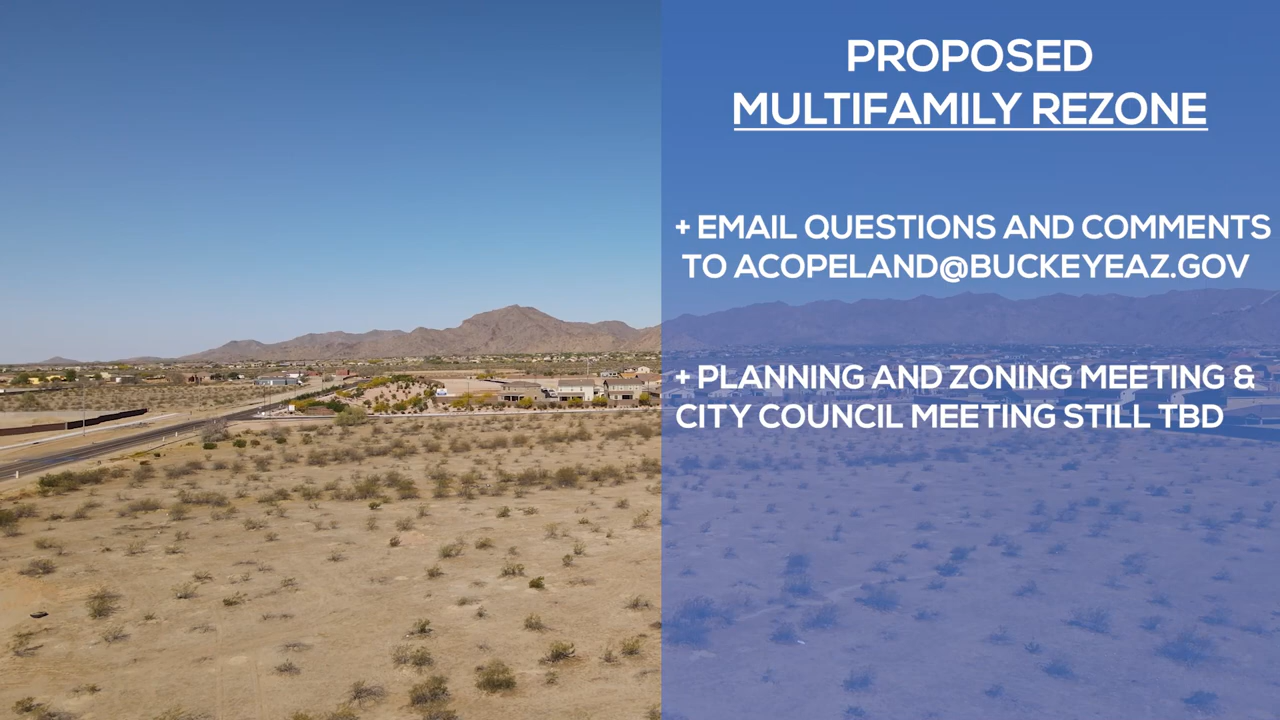 PROPOSED
MULTIFAMILY REZONE
+ EMAIL QUESTIONS AND COMMENTS
TO ACOPELAND@BUCKEYEAZ.GOV
+ PLANNING AND ZONING MEETING &
CITY COUNCIL MEETING STILL TBD